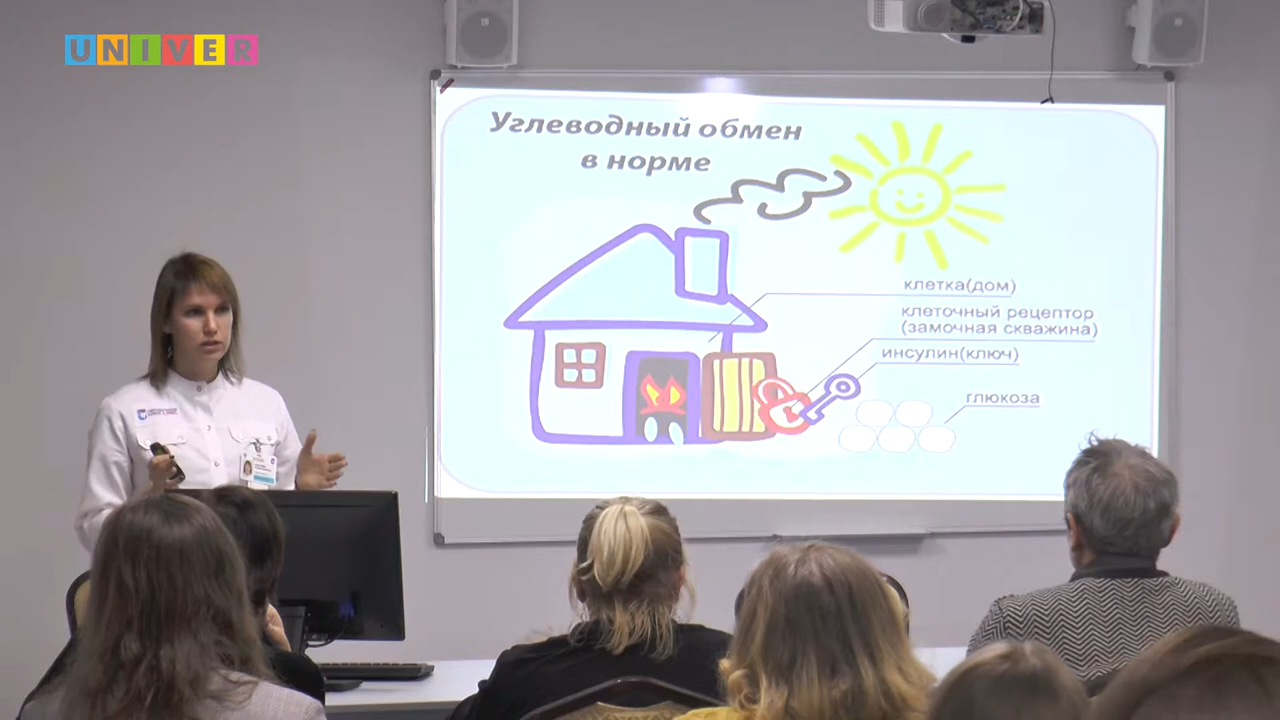 UNIVER
Углеводный обмен
в норме
клетка(дом)
клеточный рецептор
(замочная скважина)
инсулин(ключ)
глюкоза